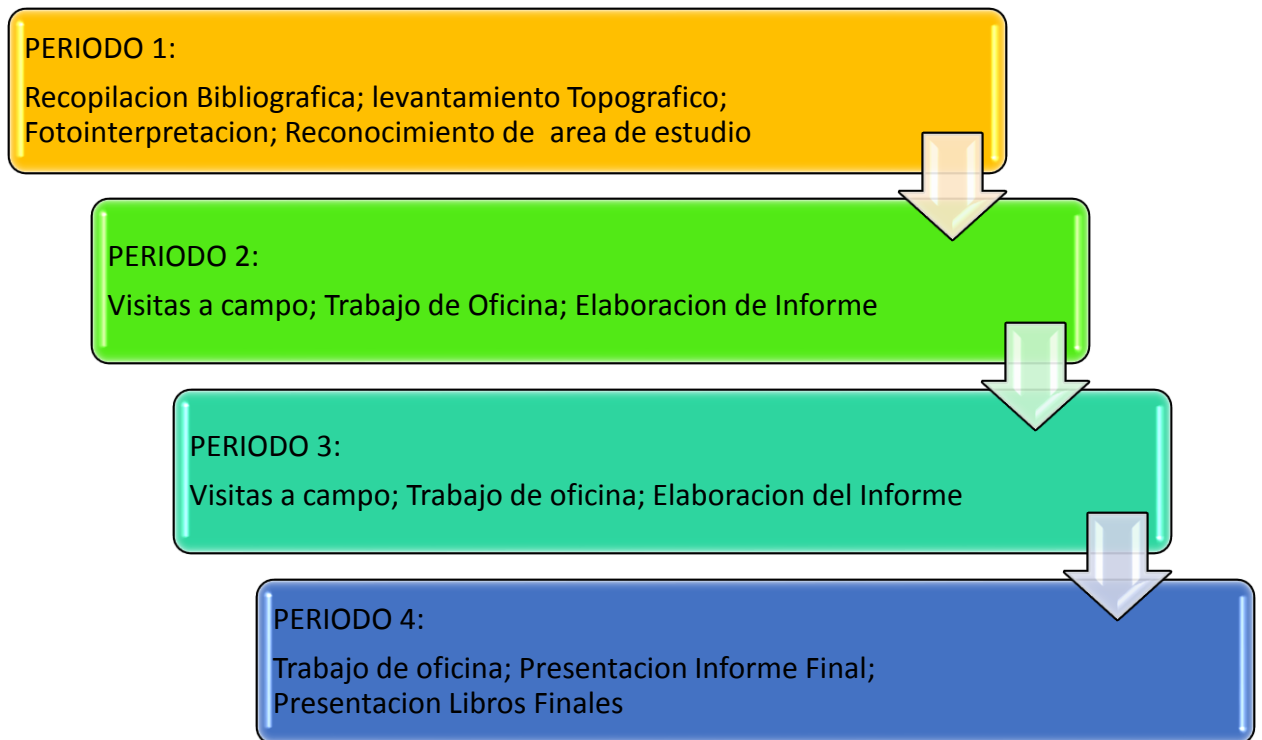 PERIODO 1:
Recopilacion Bibliografica; levantamiento Topografico;
Fotointerpretacion; Reconocimiento de area de estudio
PERIODO 2:
Visitas a campo; Trabajo de Oficina; Elaboracion de Informe
PERIODO 3:
Visitas a campo; Trabajo de oficina; Elaboracion del Informe
PERIODO 4:
Trabajo de oficina; Presentacion Informe Final;
Presentacion Libros Finales